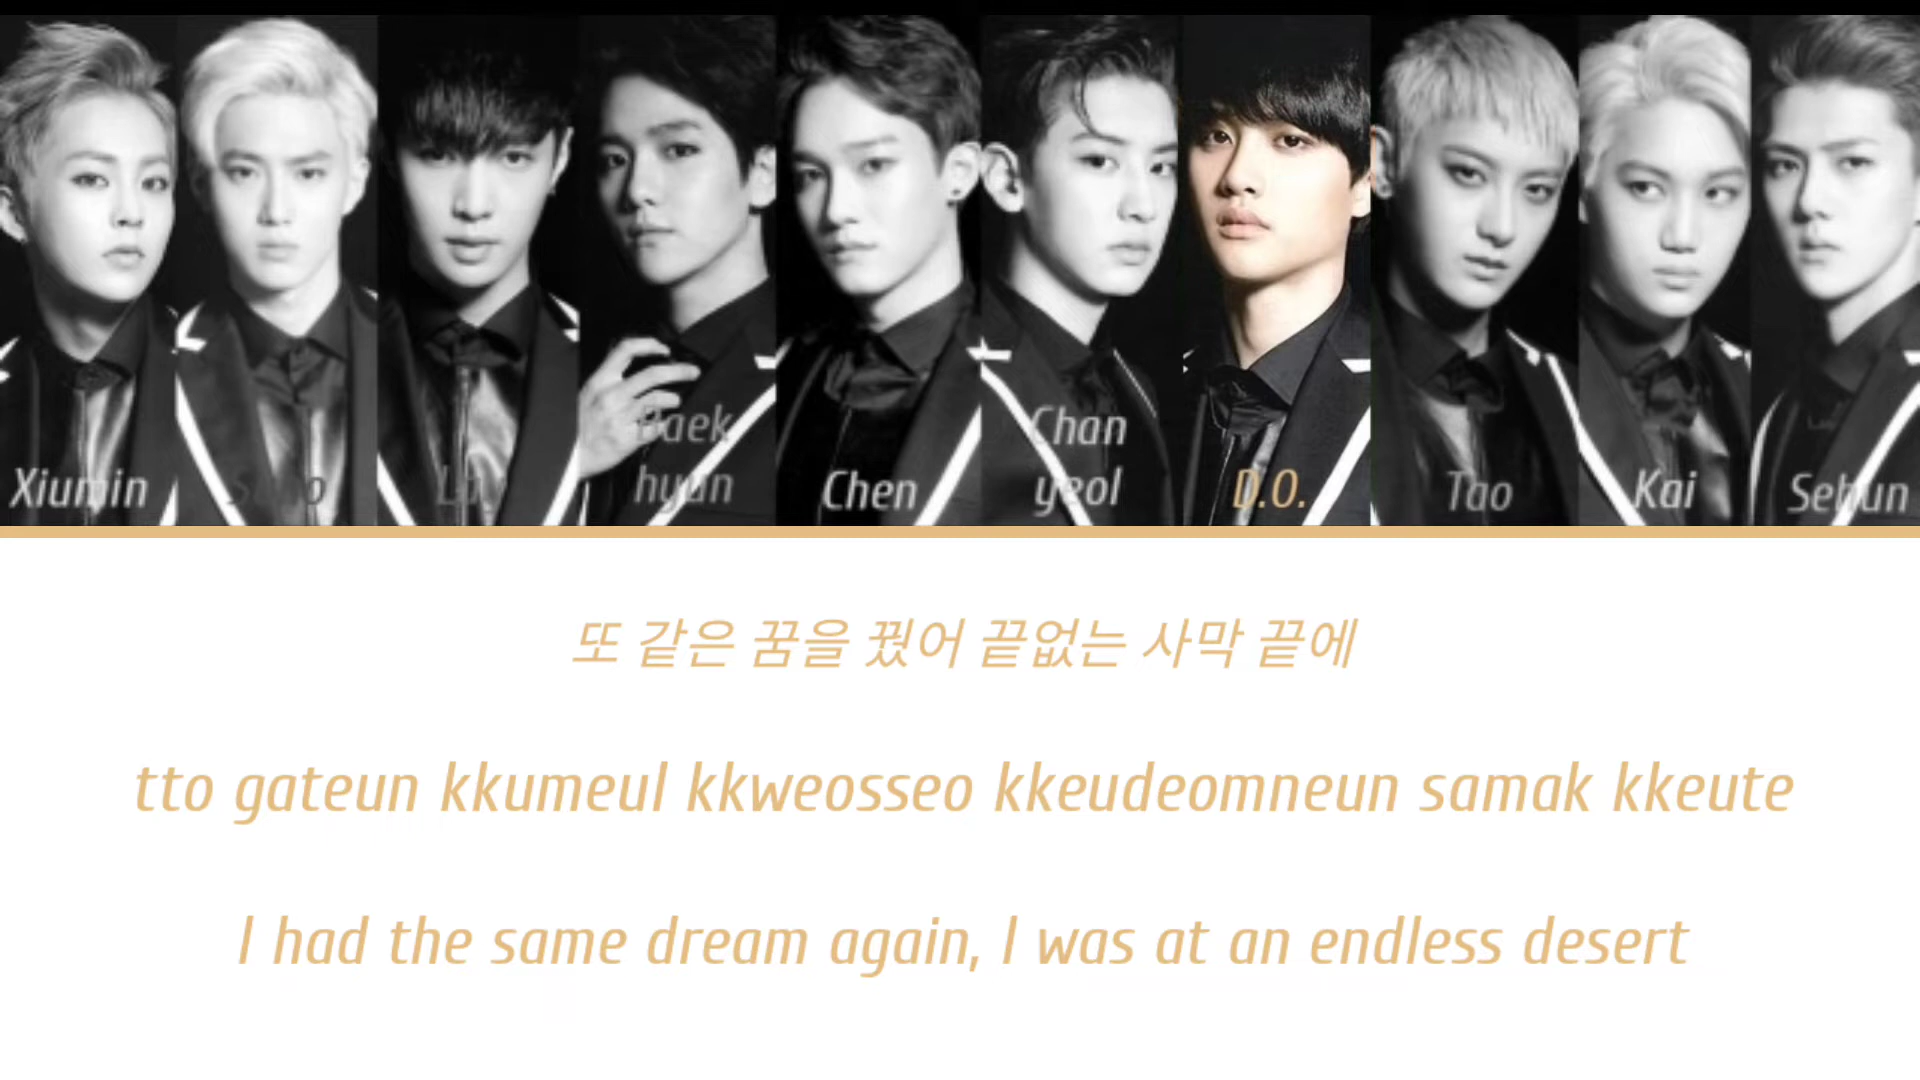 Xiumin
Suho
Lay
Baek
hyun
Chen
Chan
yeol
D.O.
Tao
Kai
Sehun
또 같은 꿈을 꿨어 끝없는 사막 끝에
tto gateun kkumeul kkweosseo kkeudeomneun samak kkeute
I had the same dream again, I was at an endless desert